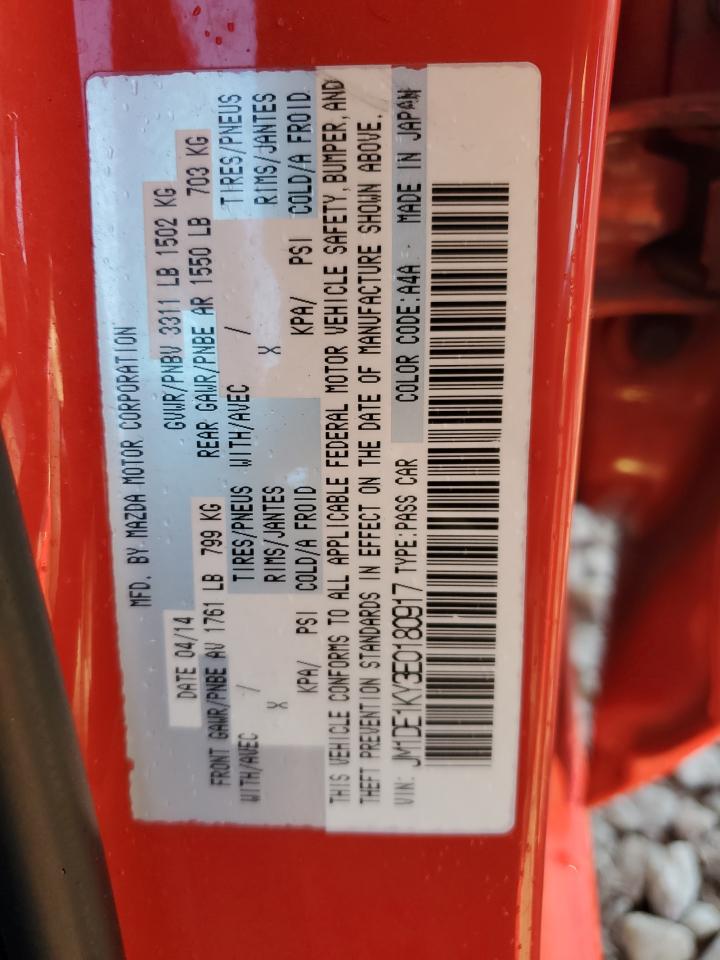 MFD. BY MAZDA MOTOR CORPORATION
DATE 04/14 GVWR/PNBV 3311 LB 1502 KG
FRONT GAWR/PNBE AV 1761 LB 799 KG REAR GAWR/PNBE AR 1550 LB 703 KG
WITH/AVEC / TIRES/PNEUS WITH/AVEC / TIRES/PNEUS
X RIMS/JANTES X RIMS/JANTES
KPA/ PSI COLD/A FROID KPA/ PSI COLD/A FROID
THIS VEHICLE CONFORMS TO ALL APPLICABLE FEDERAL MOTOR VEHICLE SAFETY, BUMPER, AND
THEFT PREVENTION STANDARDS IN EFFECT ON THE DATE OF MANUFACTURE SHOWN ABOVE.
VIN: JM1DE1KY3E0180917 TYPE:PASS CAR COLOR CODE:A4A MADE IN JAPAN